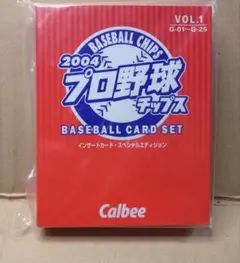 VOL.1
G-01〜G-25
BASEBALL CHIPS
2004
プロ野球
チップス
BASEBALL CARD SET
インサートカード・スペシャルエディション
Calbee